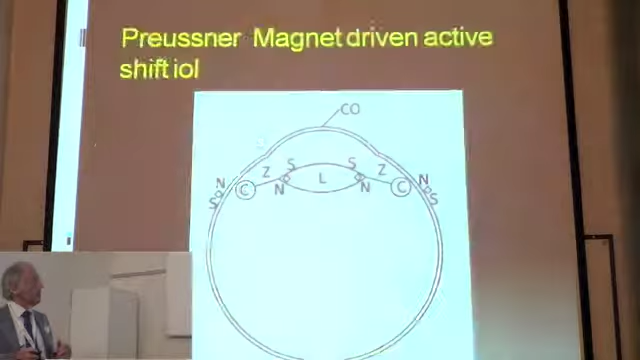 Preussner Magnet driven active
shift iol
CO
S S
Z Z
N L N
N N
C C
S S